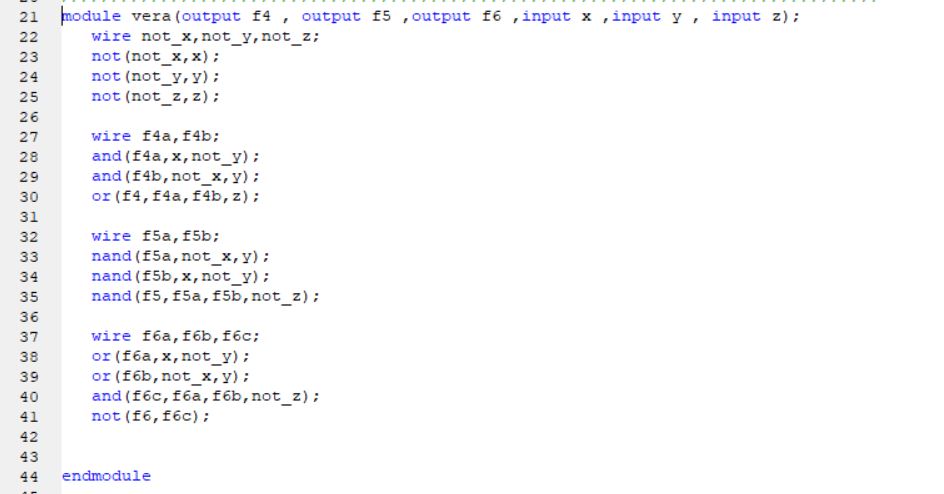 21 module vera(output f4 , output f5 ,output f6 ,input x ,input y , input z);
22 wire not_x,not_y,not_z;
23 not(not_x,x);
24 not(not_y,y);
25 not(not_z,z);
26
27 wire f4a,f4b;
28 and(f4a,x,not_y);
29 and(f4b,not_x,y);
30 or(f4,f4a,f4b,z);
31
32 wire f5a,f5b;
33 nand(f5a,not_x,y);
34 nand(f5b,x,not_y);
35 nand(f5,f5a,f5b,not_z);
36
37 wire f6a,f6b,f6c;
38 or(f6a,x,not_y);
39 or(f6b,not_x,y);
40 and(f6c,f6a,f6b,not_z);
41 not(f6,f6c);
42
43
44 endmodule